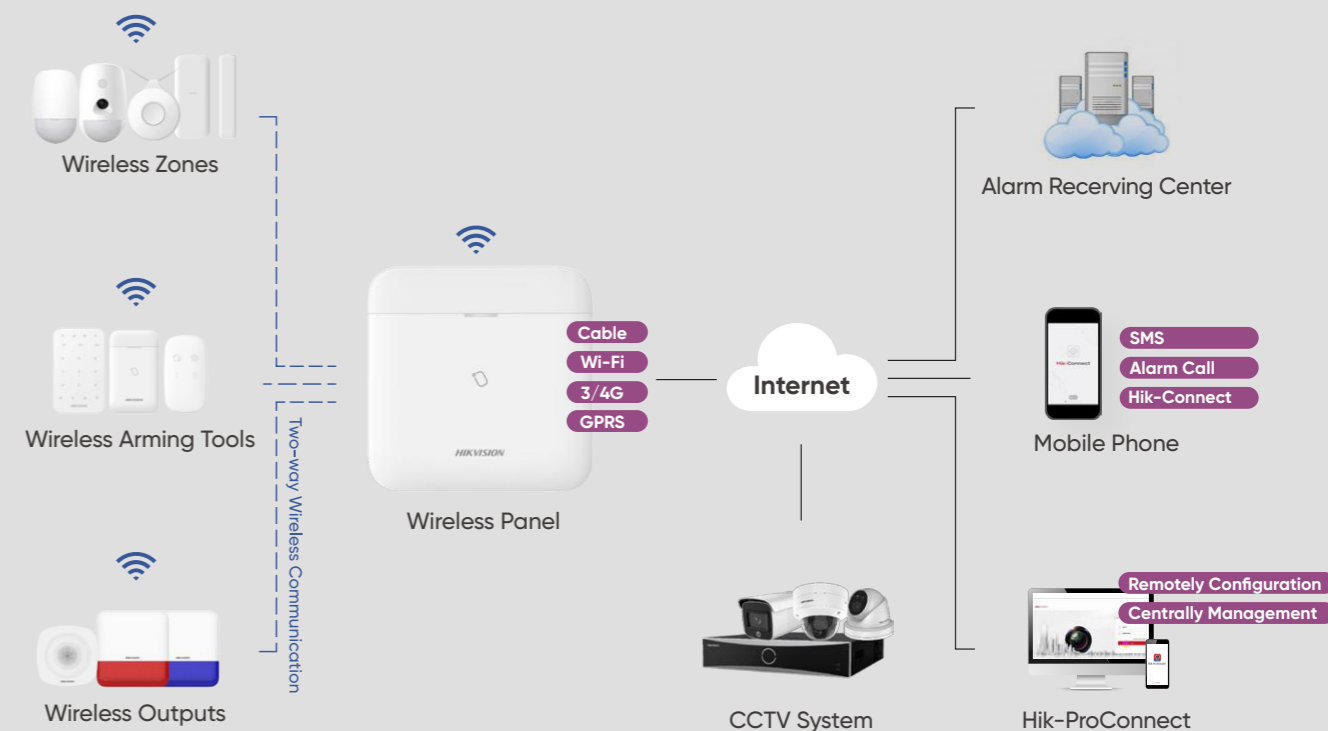 Wireless Zones
Wireless Arming Tools
Wireless Outputs
Two-way Wireless Communication
HIKVISION
Wireless Panel
Cable
Wi-Fi
3/4G
GPRS
Internet
CCTV System
Alarm Recerving Center
Hik-Connect
SMS
Alarm Call
Hik-Connect
Mobile Phone
Remotely Configuration
Centrally Management
Hik-ProConnect